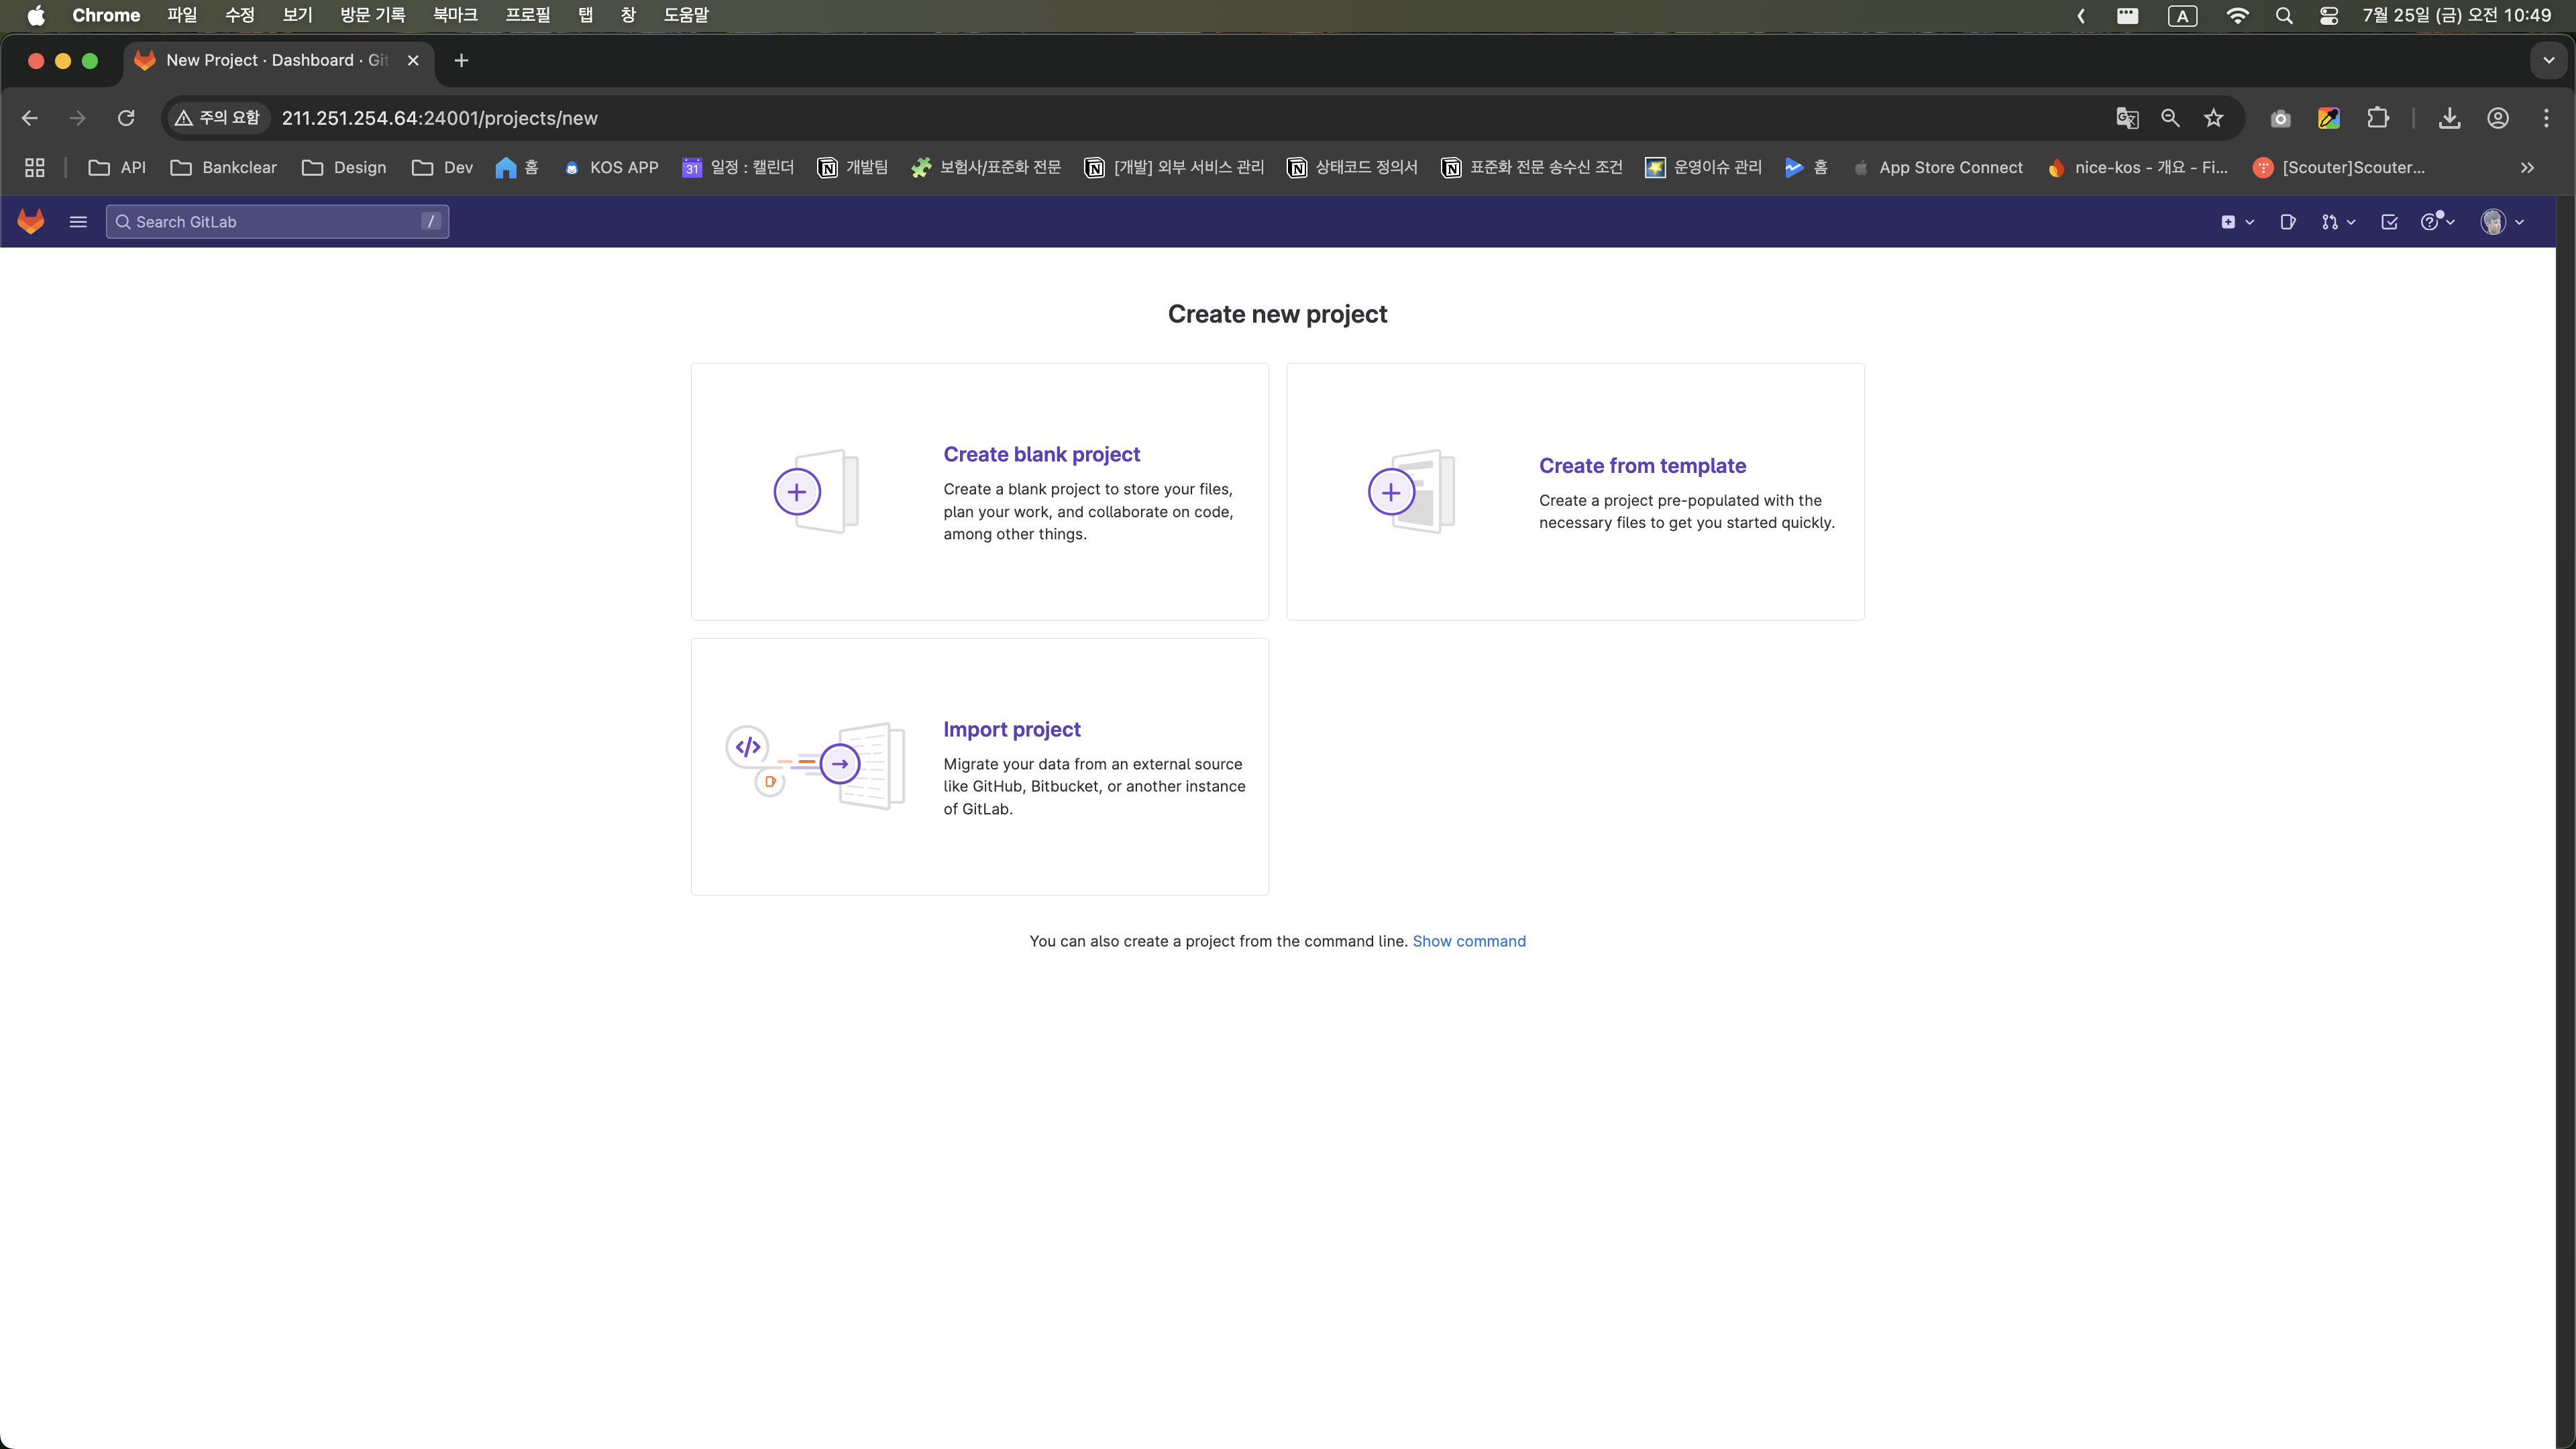 Chrome 파일 수정 보기 방문 기록 북마크 프로필 탭 창 도움말 A 7월 25일 (금) 오전 10:49
New Project · Dashboard · Git
주의 요함 211.251.254.64:24001/projects/new
API Bankclear Design Dev 홈 KOS APP 31 일정 : 캘린더 개발팀 보험사/표준화 전문 [개발] 외부 서비스 관리 상태코드 정의서 표준화 전문 송수신 조건 운영이슈 관리 홈 App Store Connect nice-kos - 개요 - Fi... [Scouter]Scouter...
Search GitLab /
Create new project
Create blank project
Create a blank project to store your files,
plan your work, and collaborate on code,
among other things.
Create from template
Create a project pre-populated with the
necessary files to get you started quickly.
Import project
Migrate your data from an external source
like GitHub, Bitbucket, or another instance
of GitLab.
You can also create a project from the command line. Show command